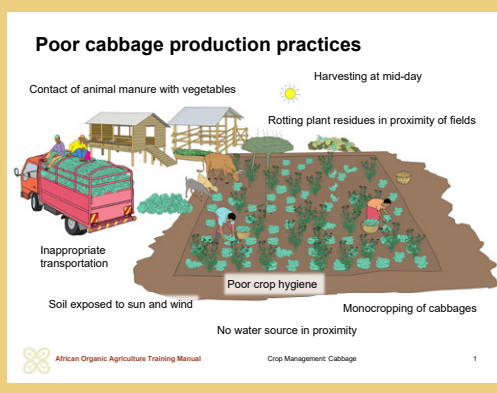 Poor cabbage production practices
Harvesting at mid-day
Contact of animal manure with vegetables
Rotting plant residues in proximity of fields
Inappropriate
transportation
Poor crop hygiene
Soil exposed to sun and wind
Monocropping of cabbages
No water source in proximity
African Organic Agriculture Training Manual
Crop Management: Cabbage
1